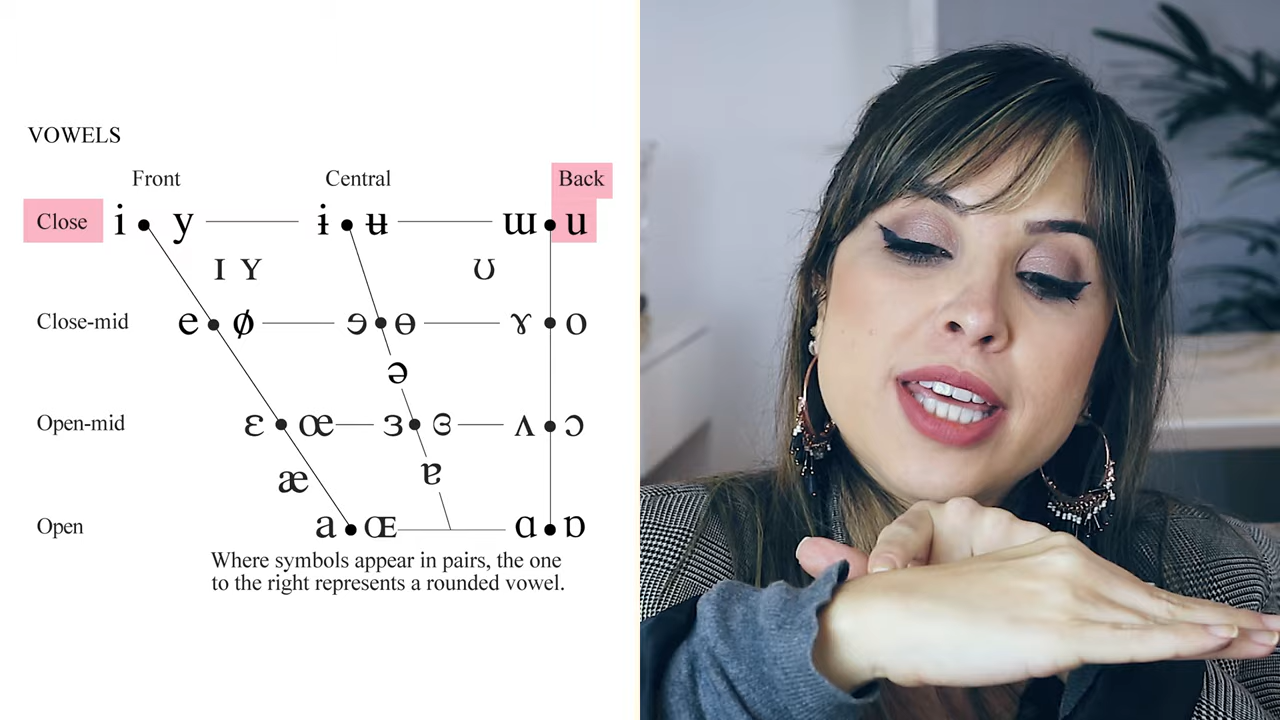 VOWELS
Front Central Back
Close i y ɨ ʉ ɯ u
ɪ ʏ ʊ
Close-mid e ø ɘ ɵ ɤ o
ə
Open-mid ɛ œ ɜ ɞ ʌ ɔ
æ ɐ
Open a ɶ ɑ ɒ
Where symbols appear in pairs, the one
to the right represents a rounded vowel.